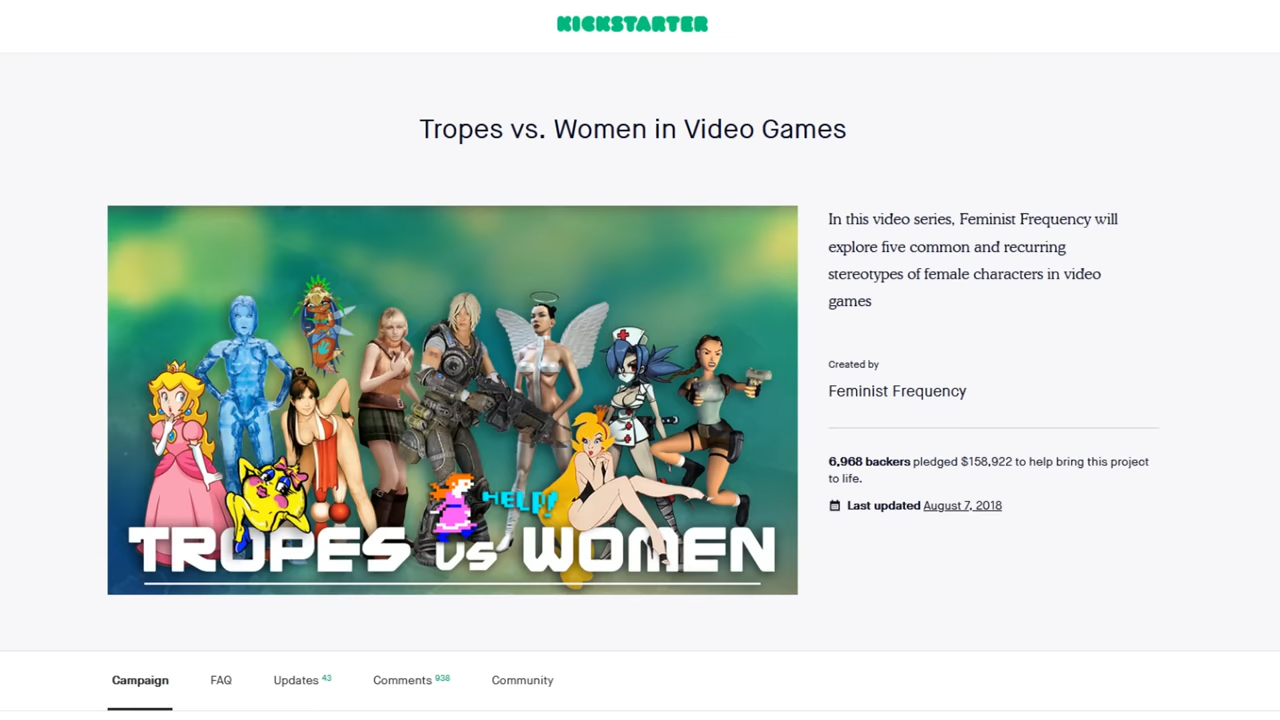 KICKSTARTER
Tropes vs. Women in Video Games
In this video series, Feminist Frequency will
explore five common and recurring
stereotypes of female characters in video
games
Created by
Feminist Frequency
6,968 backers pledged $158,922 to help bring this project
to life.
Last updated August 7, 2018
HELP!
TROPES vs WOMEN
Campaign FAQ Updates 43 Comments 938 Community